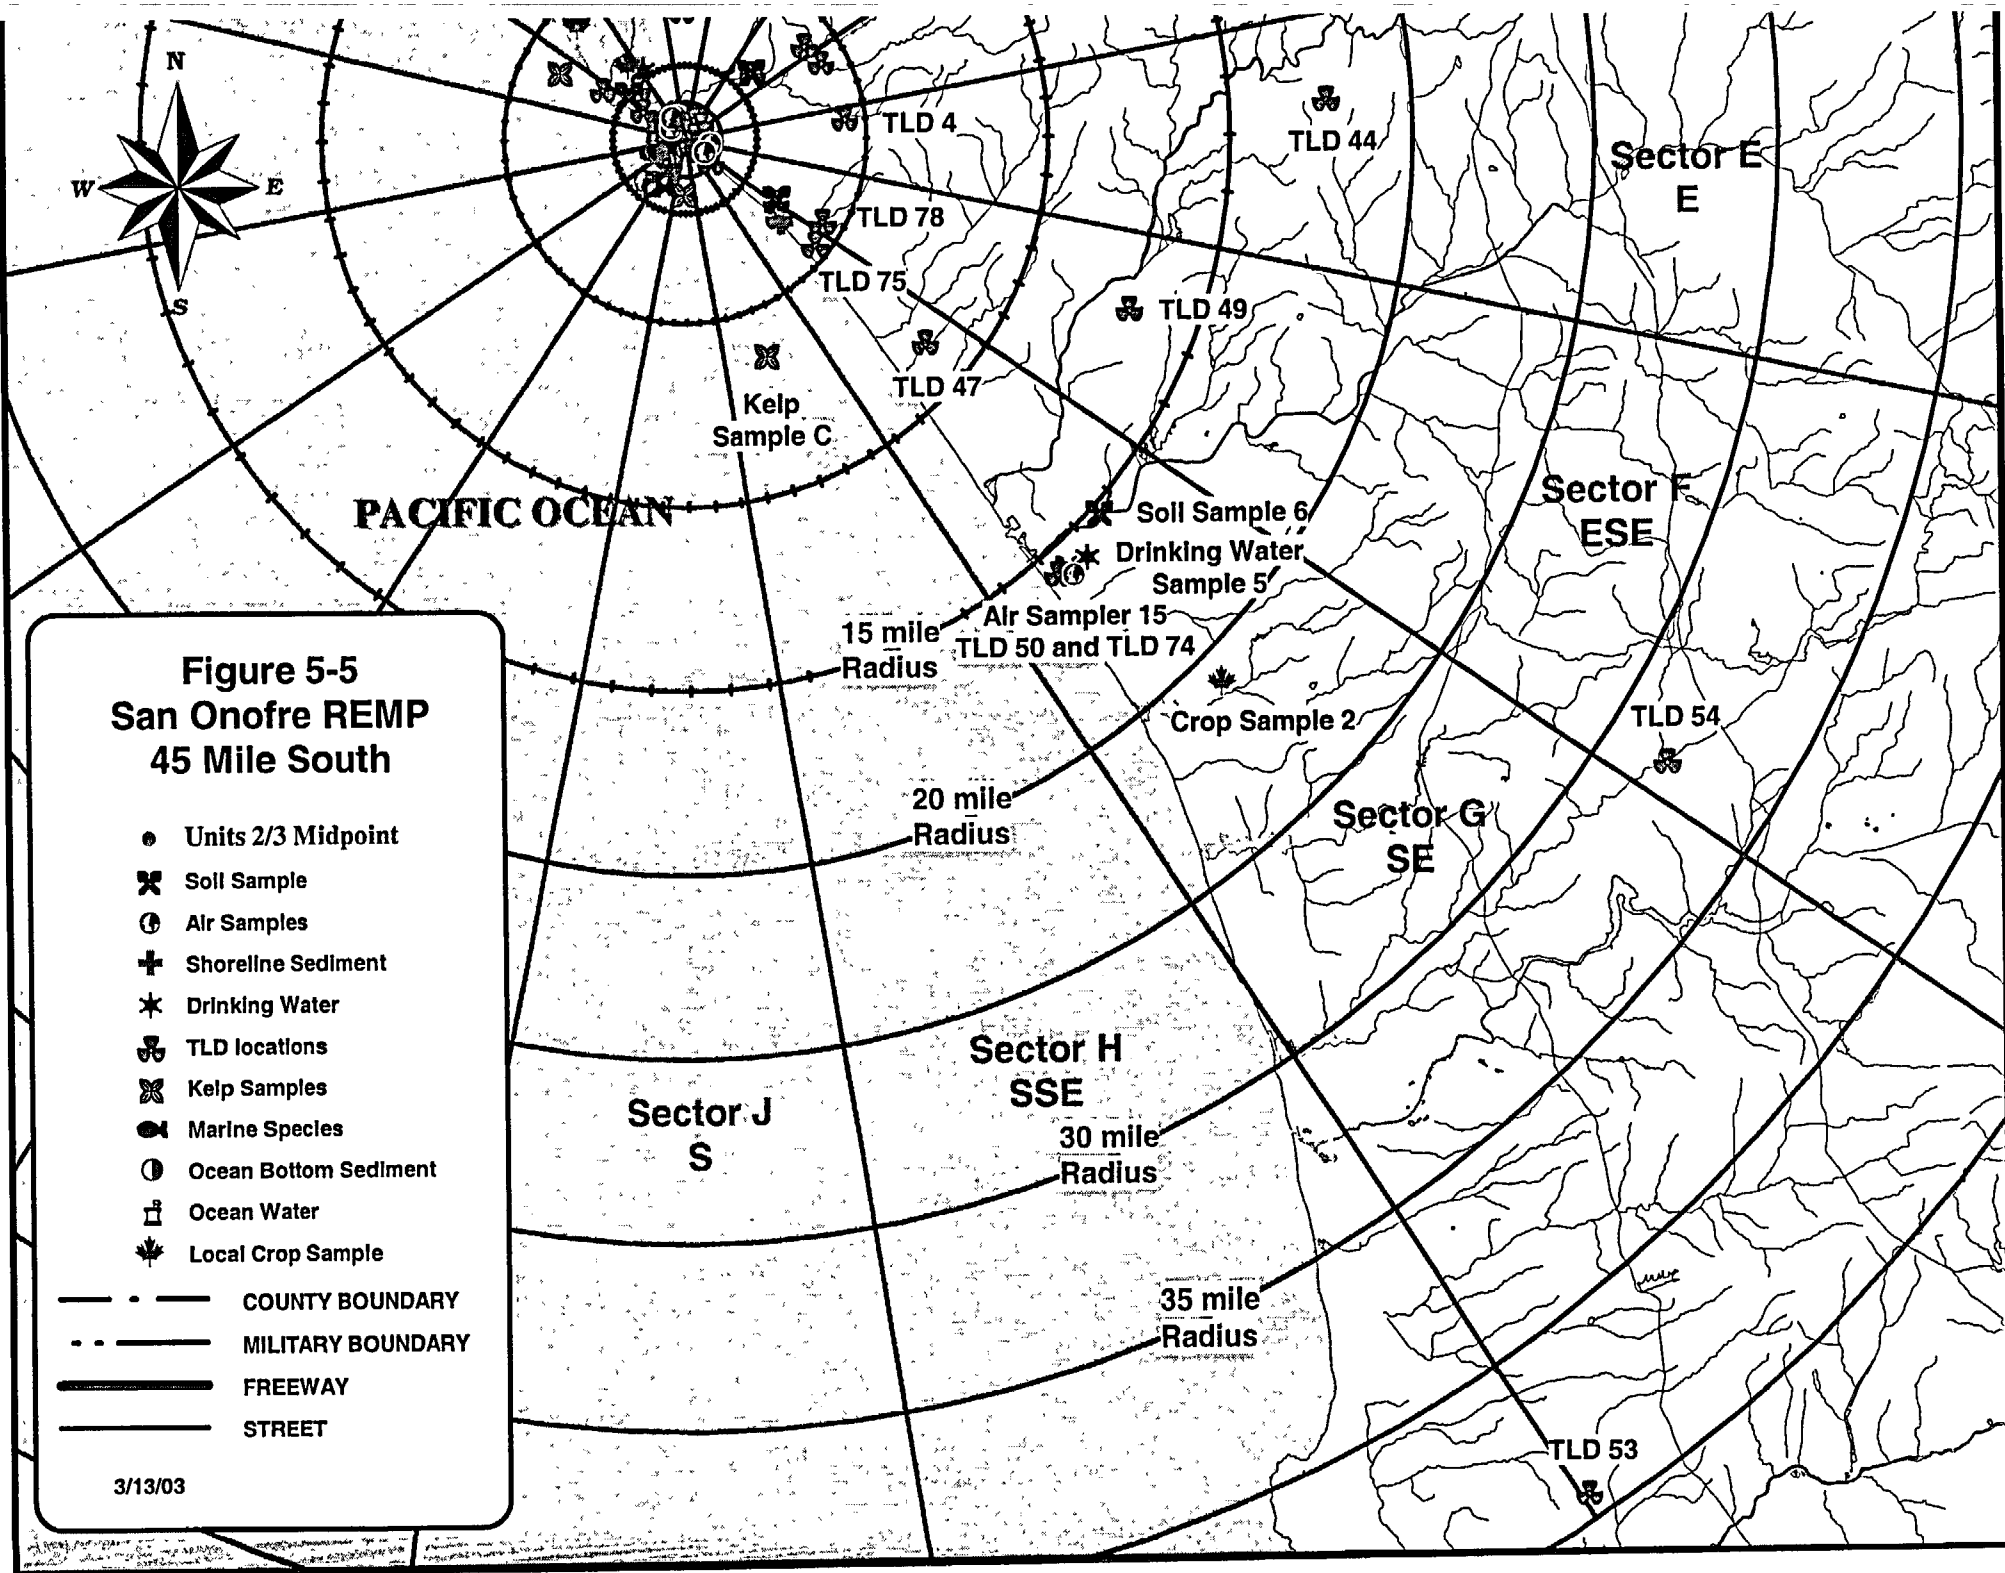 N
W
E
S
TLD 4
TLD 44
Sector E
E
TLD 78
TLD 75
TLD 49
TLD 47
Kelp
Sample C
PACIFIC OCEAN
Sector F
ESE
Soil Sample 6
Drinking Water
Sample 5
Air Sampler 15
TLD 50 and TLD 74
15 mile
Radius
Crop Sample 2
TLD 54
20 mile
Radius
Sector G
SE
Sector H
SSE
Sector J
S
30 mile
Radius
35 mile
Radius
TLD 53
Figure 5-5
San Onofre REMP
45 Mile South
Units 2/3 Midpoint
Soil Sample
Air Samples
Shoreline Sediment
Drinking Water
TLD locations
Kelp Samples
Marine Species
Ocean Bottom Sediment
Ocean Water
Local Crop Sample
COUNTY BOUNDARY
MILITARY BOUNDARY
FREEWAY
STREET
3/13/03